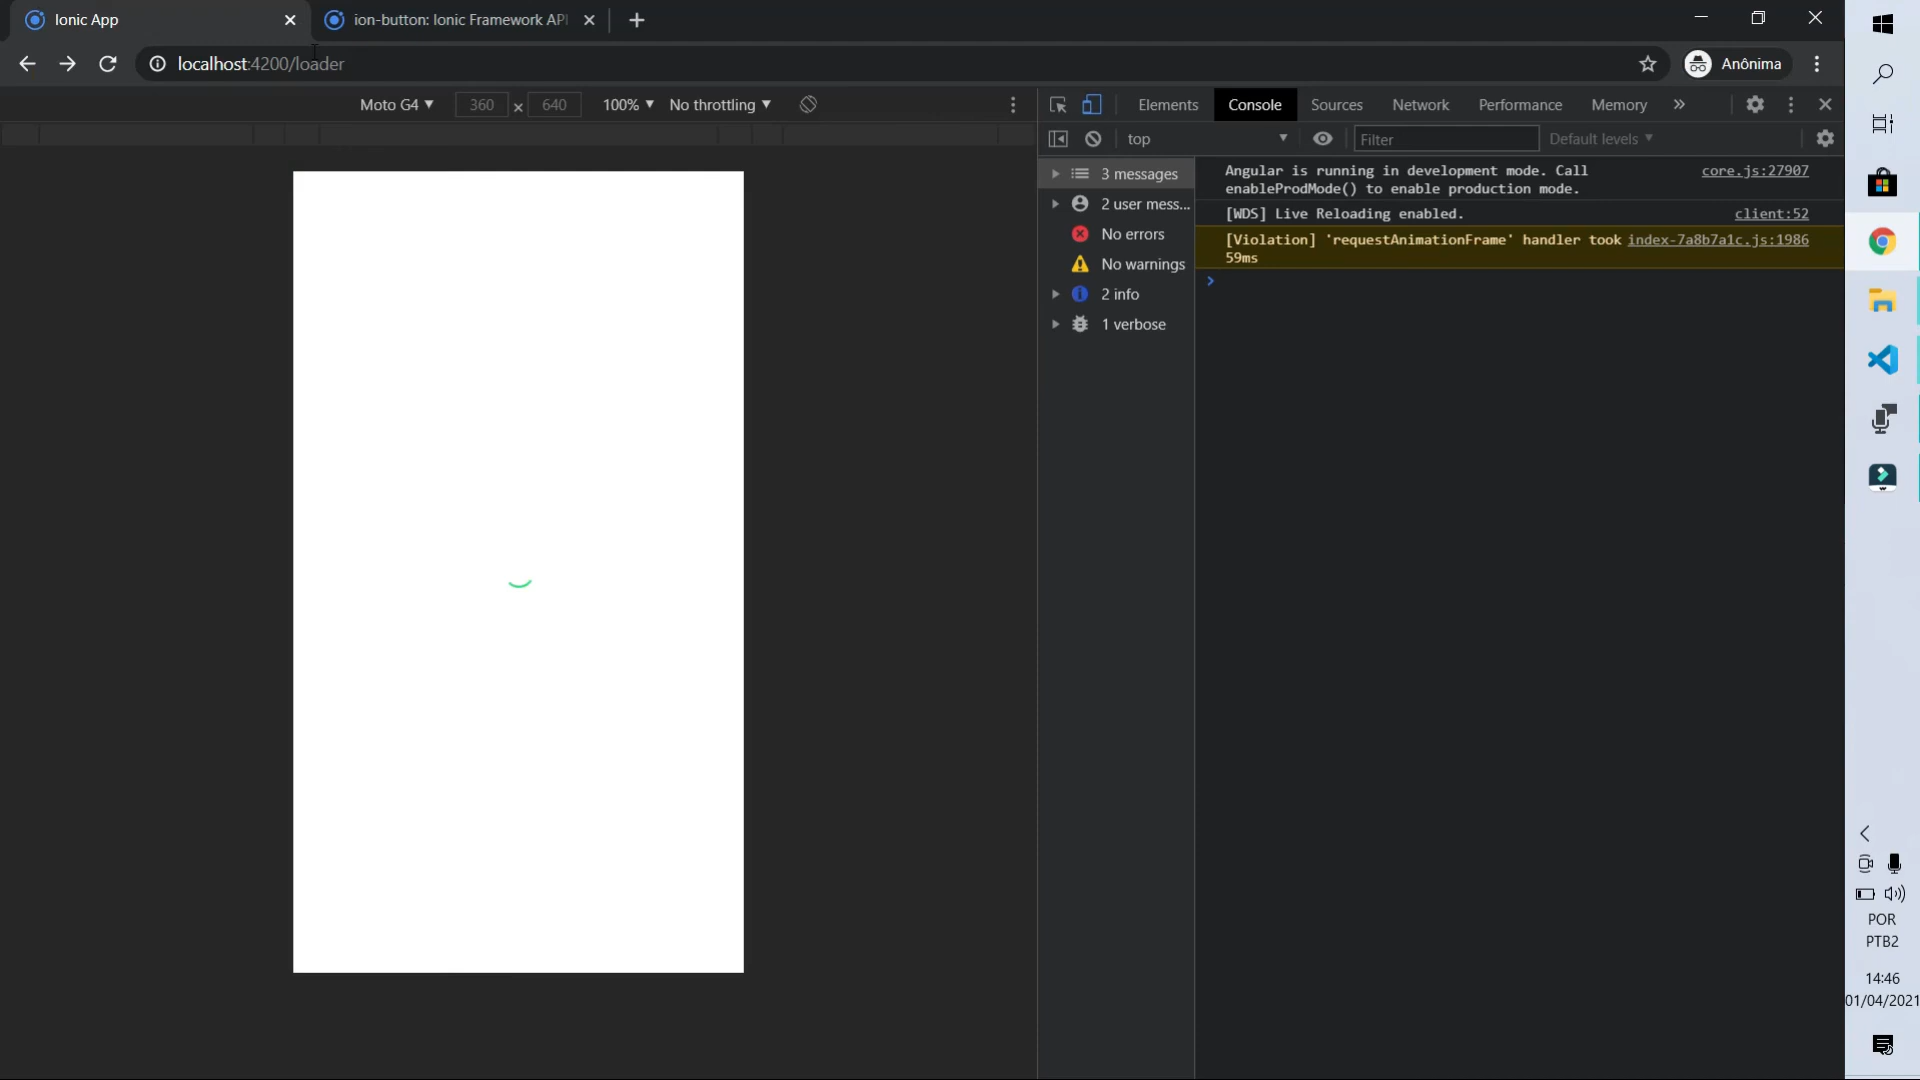 Ionic App
ion-button: Ionic Framework API
localhost:4200/loader
Anônima
Moto G4 ▼ 360 × 640 100% ▼ No throttling ▼
Elements Console Sources Network Performance Memory »
top ▼ Filter Default levels ▼
3 messages
2 user mess...
No errors
No warnings
2 info
1 verbose
Angular is running in development mode. Call core.js:27907
enableProdMode() to enable production mode.
[WDS] Live Reloading enabled. client:52
[Violation] 'requestAnimationFrame' handler took index-7a8b7a1c.js:1986
59ms
POR
PTB2
14:46
01/04/2021